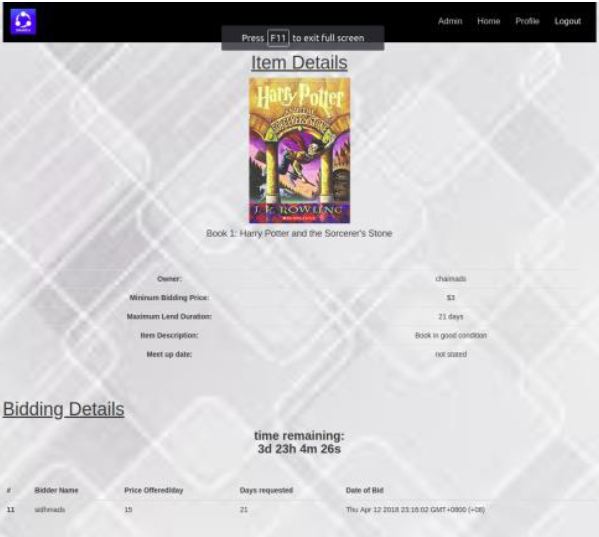 Admin Home Profile Logout
Press F11 to exit full screen
Item Details
Harry Potter
J.K. ROWLING
SCHOLASTIC
Book 1: Harry Potter and the Sorcerer's Stone
Owner: chaimads
Mininum Bidding Price: $3
Maximum Lend Duration: 21 days
Item Description: Book in good condition
Meet up date: not stated
Bidding Details
time remaining:
3d 23h 4m 26s
# Bidder Name Price Offered/day Days requested Date of Bid
11 sidhmads 15 21 Thu Apr 12 2018 23:16:02 GMT+0800 (+08)